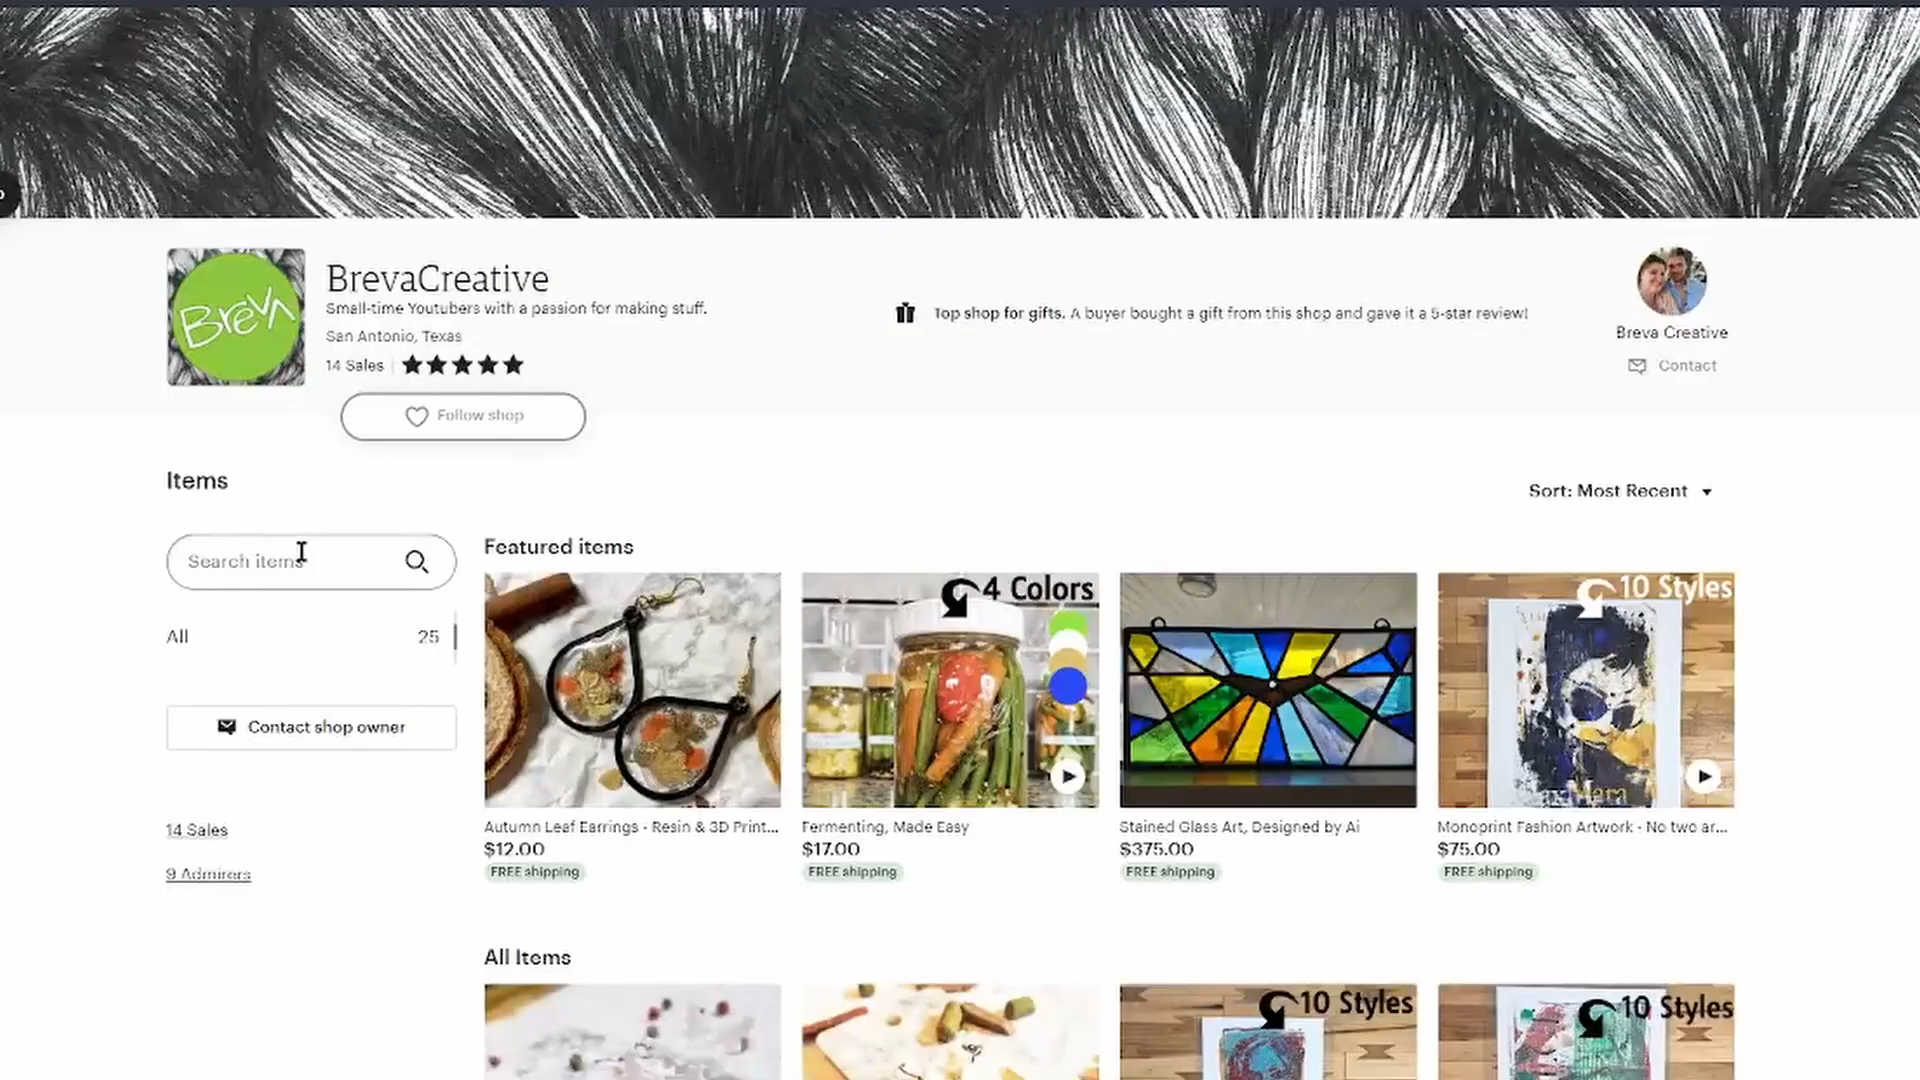 BrevA
BrevaCreative
Small-time Youtubers with a passion for making stuff.
San Antonio, Texas
14 Sales
Follow shop
Top shop for gifts. A buyer bought a gift from this shop and gave it a 5-star review!
Breva Creative
Contact
Items
Sort: Most Recent
Search items
All 25
Contact shop owner
14 Sales
9 Admirers
Featured items
4 Colors
10 Styles
Autumn Leaf Earrings - Resin & 3D Print...
$12.00
FREE shipping
Fermenting, Made Easy
$17.00
FREE shipping
Stained Glass Art, Designed by Ai
$375.00
FREE shipping
Monoprint Fashion Artwork - No two ar...
$75.00
FREE shipping
All Items
10 Styles
10 Styles